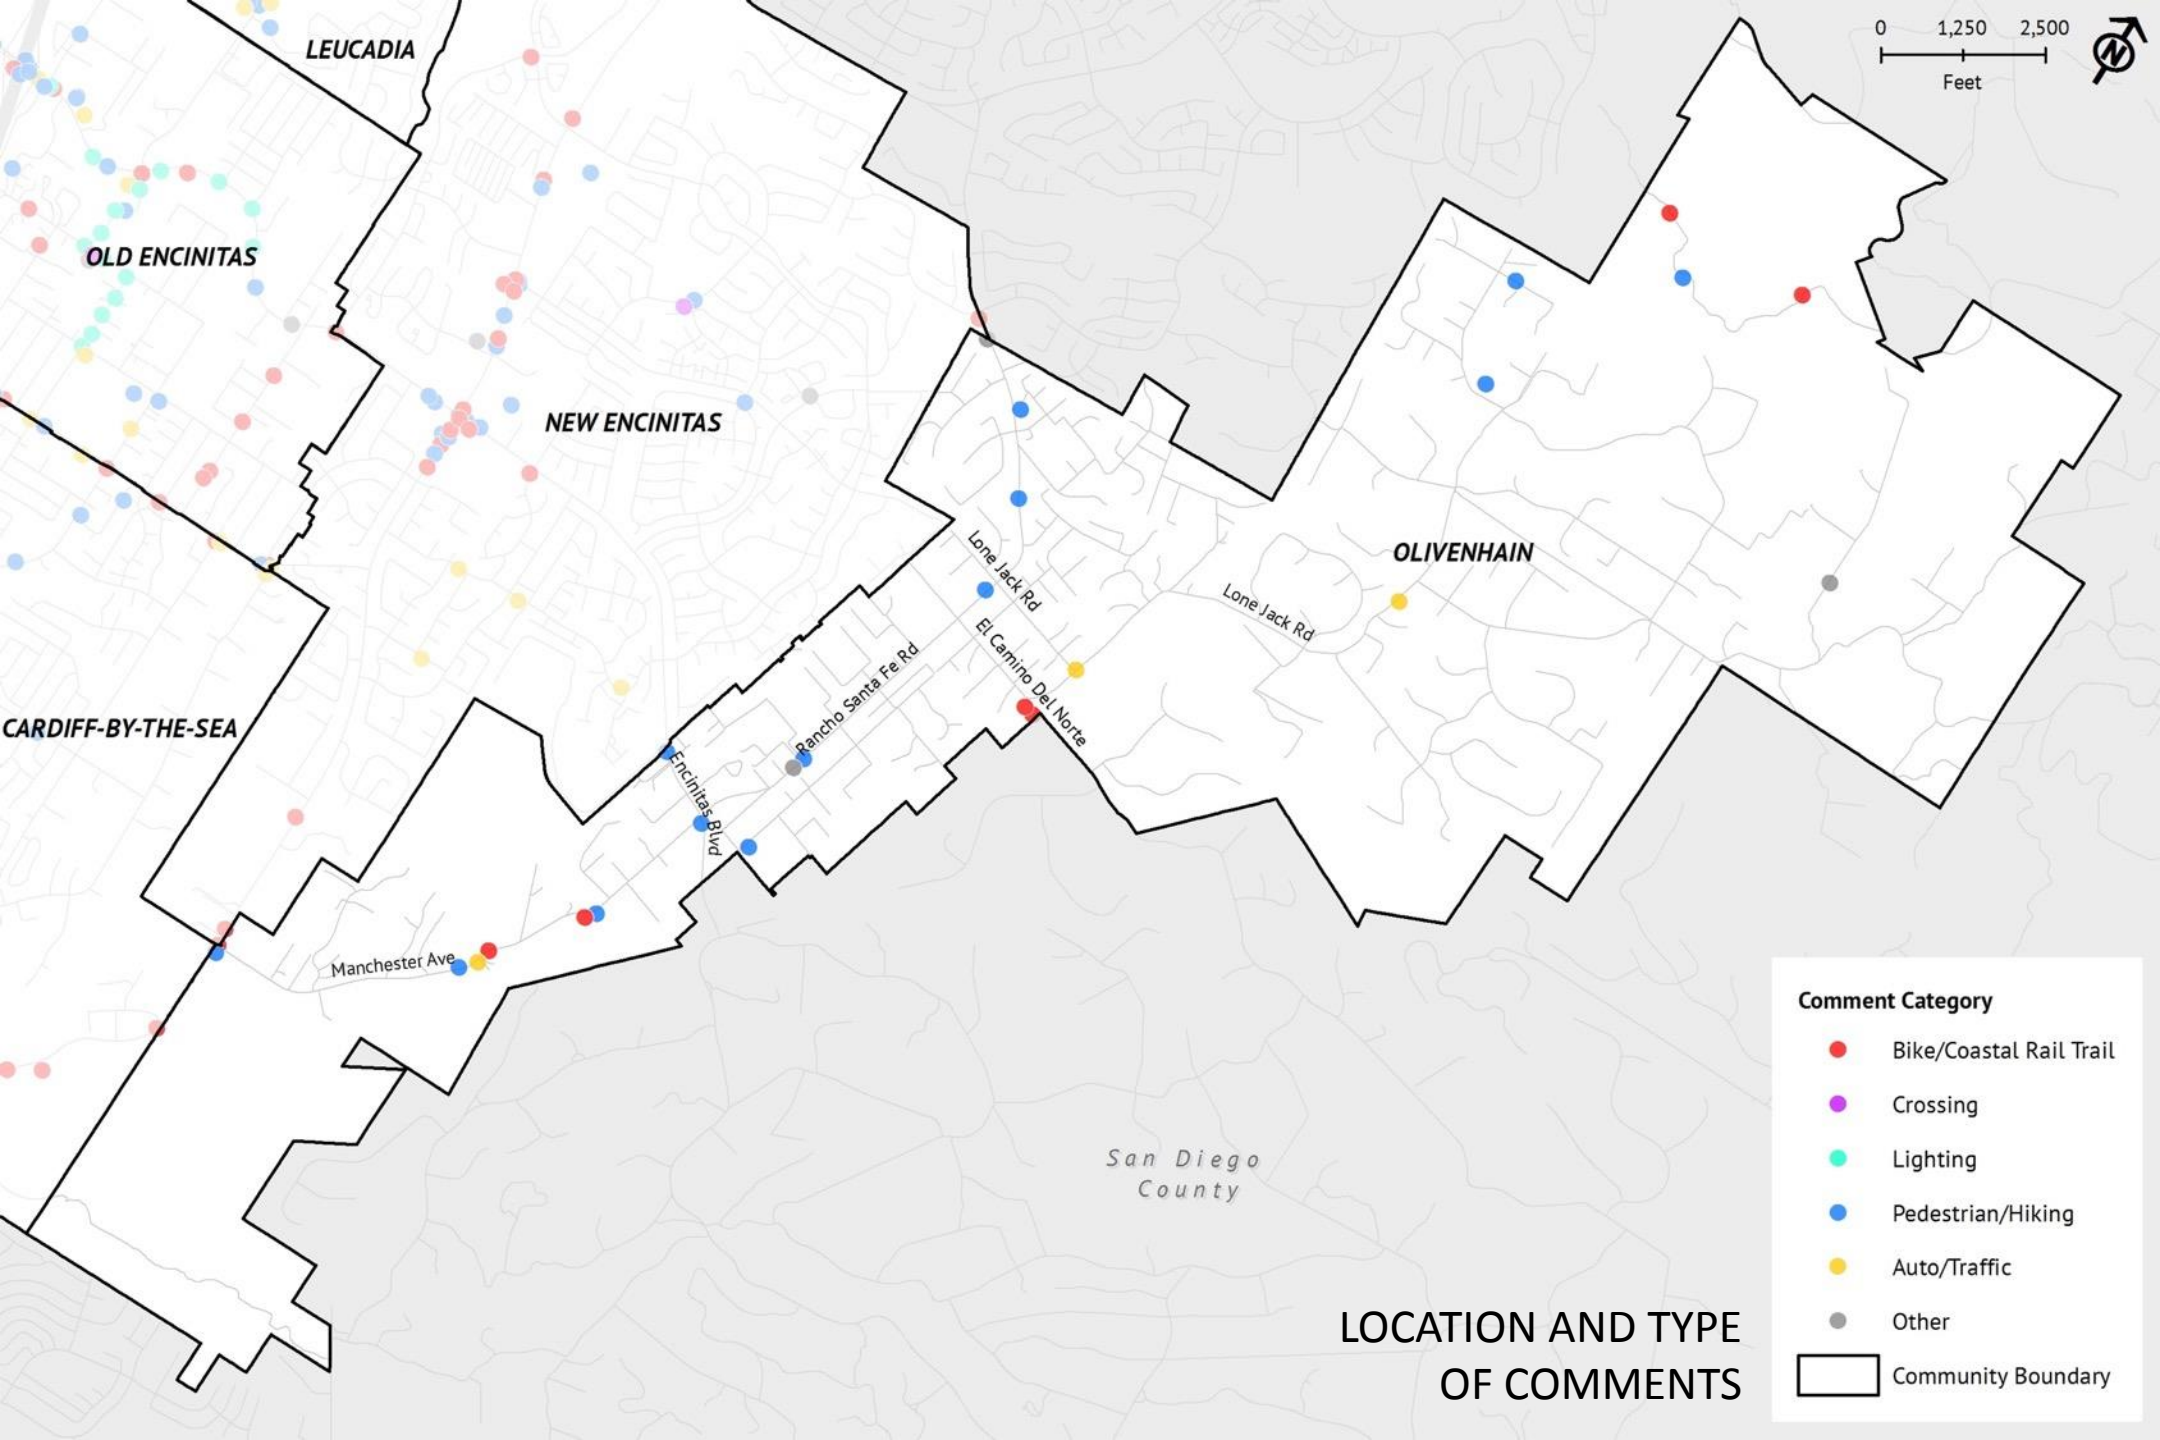 LEUCADIA
0 1,250 2,500
Feet
N
OLD ENCINITAS
NEW ENCINITAS
Lone Jack Rd
OLIVENHAIN
Lone Jack Rd
El Camino Del Norte
Rancho Santa Fe Rd
CARDIFF-BY-THE-SEA
Encinitas Blvd
Manchester Ave
San Diego
County
Comment Category
Bike/Coastal Rail Trail
Crossing
Lighting
Pedestrian/Hiking
Auto/Traffic
Other
Community Boundary
LOCATION AND TYPE
OF COMMENTS